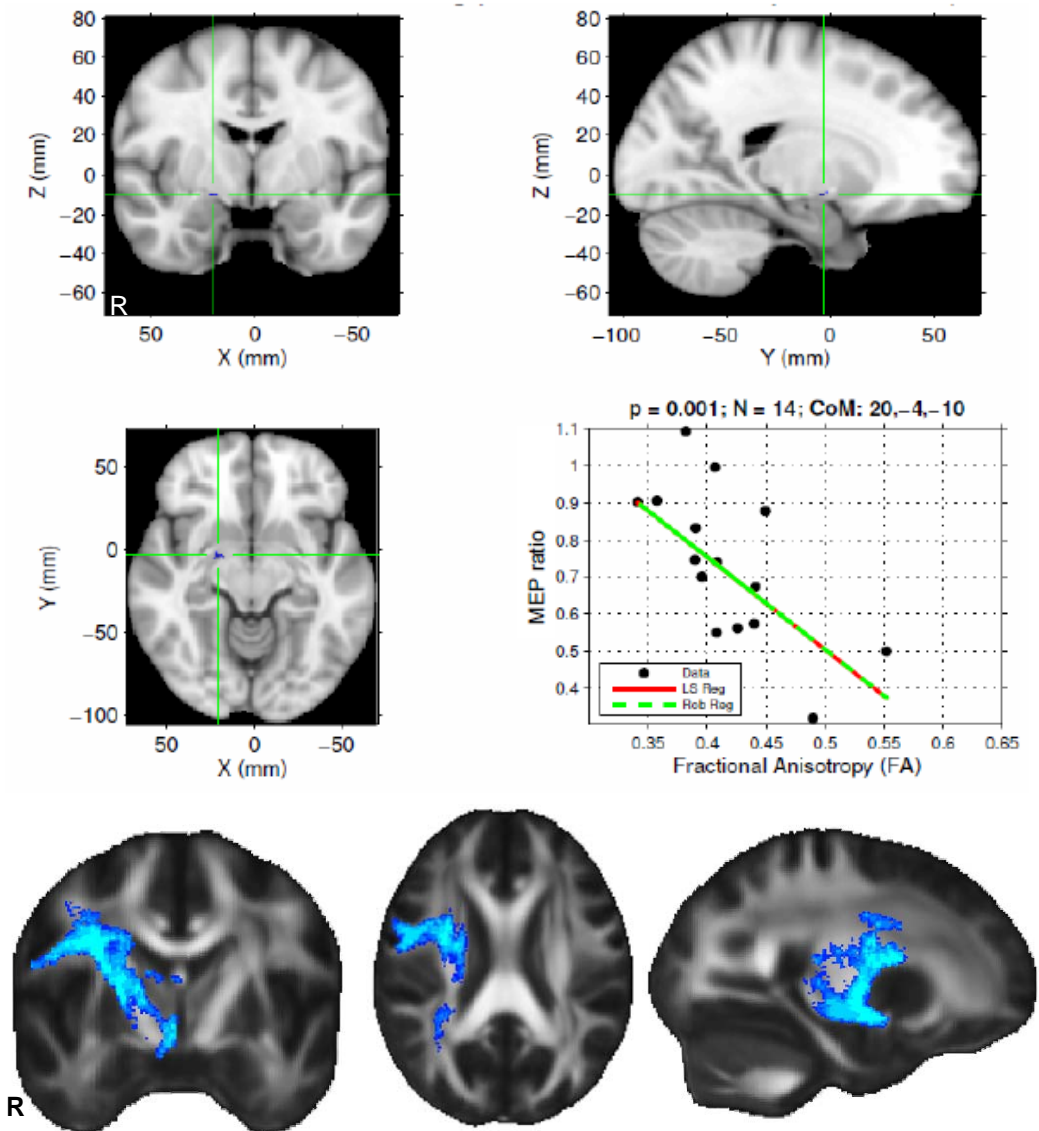 80
60
40
20
0
−20
−40
−60
Z (mm)
R
50 0 −50
X (mm)
80
60
40
20
0
−20
−40
−60
Z (mm)
−100 −50 0 50
Y (mm)
50
0
−50
−100
Y (mm)
50 0 −50
X (mm)
p = 0.001; N = 14; CoM: 20,−4,−10
1.1
1
0.9
0.8
0.7
0.6
0.5
0.4
MEP ratio
Data
LS Reg
Rob Reg
0.35 0.4 0.45 0.5 0.55 0.6 0.65
Fractional Anisotropy (FA)
R